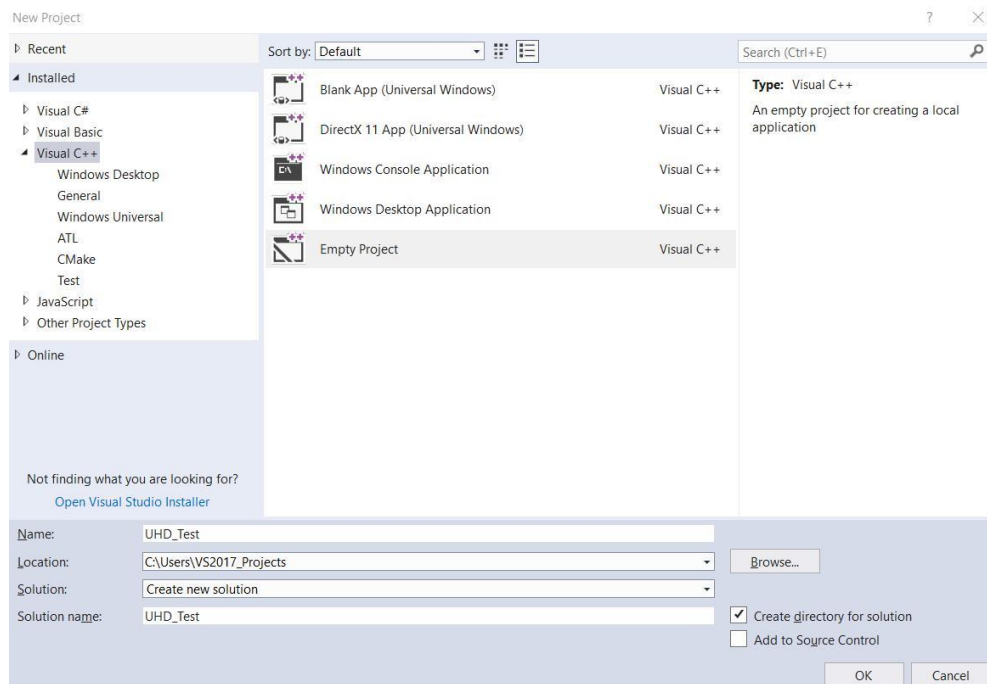 New Project ?
Recent
Installed
Visual C#
Visual Basic
Visual C++
Windows Desktop
General
Windows Universal
ATL
CMake
Test
JavaScript
Other Project Types
Online
Not finding what you are looking for?
Open Visual Studio Installer
Sort by: Default
Blank App (Universal Windows) Visual C++
DirectX 11 App (Universal Windows) Visual C++
Windows Console Application Visual C++
Windows Desktop Application Visual C++
Empty Project Visual C++
Search (Ctrl+E)
Type: Visual C++
An empty project for creating a local
application
Name: UHD_Test
Location: C:\Users\VS2017_Projects Browse...
Solution: Create new solution
Solution name: UHD_Test
Create directory for solution
Add to Source Control
OK Cancel